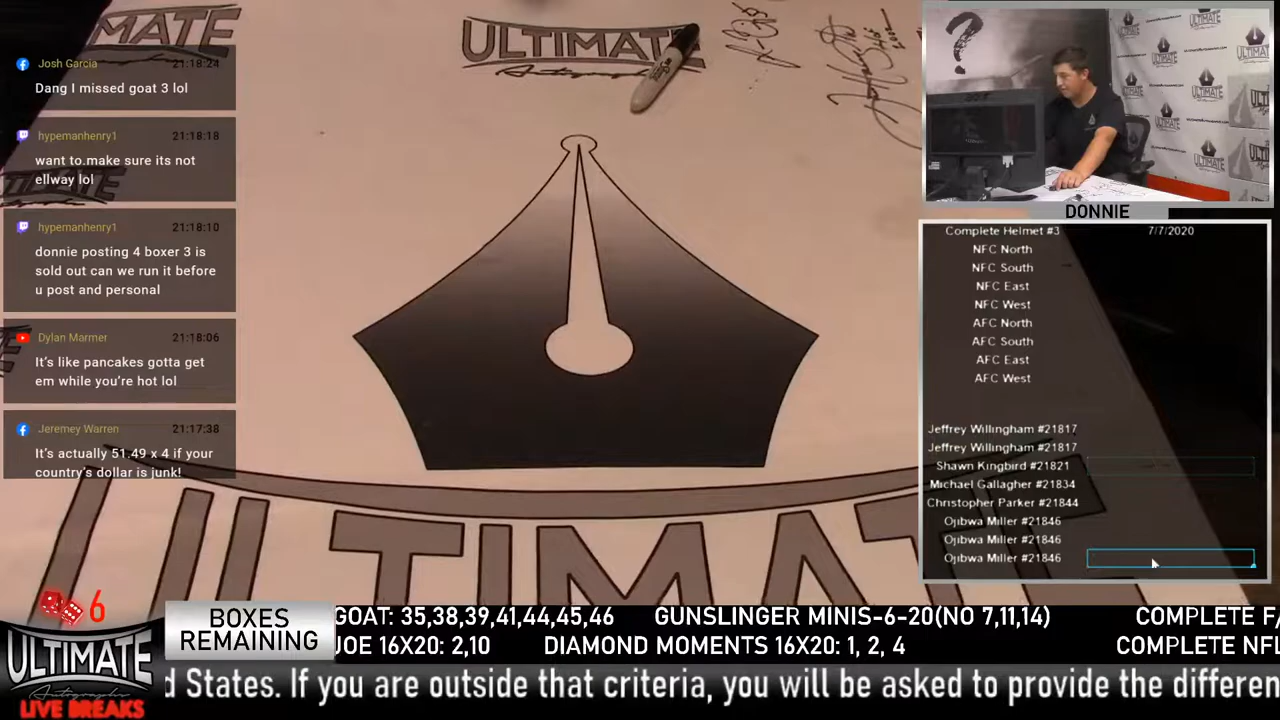 ULTIMATE
Josh Garcia 21:18:24
Dang I missed goat 3 lol
hypemanhenry1 21:18:18
want to make sure its not
ellway lol
hypemanhenry1 21:18:10
donnie posting 4 boxer 3 is
sold out can we run it before
u post and personal
Dylan Marmer 21:18:06
It's like pancakes gotta get
em while you're hot lol
Jeremey Warren 21:17:38
It's actually 51.49 x 4 if your
country's dollar is junk!
ULTIMATE
Autographs
ULTIMATE
?
ULTIMATE
ULTIMATE
DONNIE
Complete Helmet #3 7/7/2020
NFC North
NFC South
NFC East
NFC West
AFC North
AFC South
AFC East
AFC West
Jeffrey Willingham #21817
Jeffrey Willingham #21817
Shawn Kingbird #21821
Michael Gallagher #21834
Christopher Parker #21844
Ojibwa Miller #21846
Ojibwa Miller #21846
Ojibwa Miller #21846
6
ULTIMATE
Autographs
LIVE BREAKS
BOXES
REMAINING
GOAT: 35,38,39,41,44,45,46 GUNSLINGER MINIS-6-20(NO 7,11,14) COMPLETE F/
JOE 16X20: 2,10 DIAMOND MOMENTS 16X20: 1, 2, 4 COMPLETE NFL
d States. If you are outside that criteria, you will be asked to provide the differen